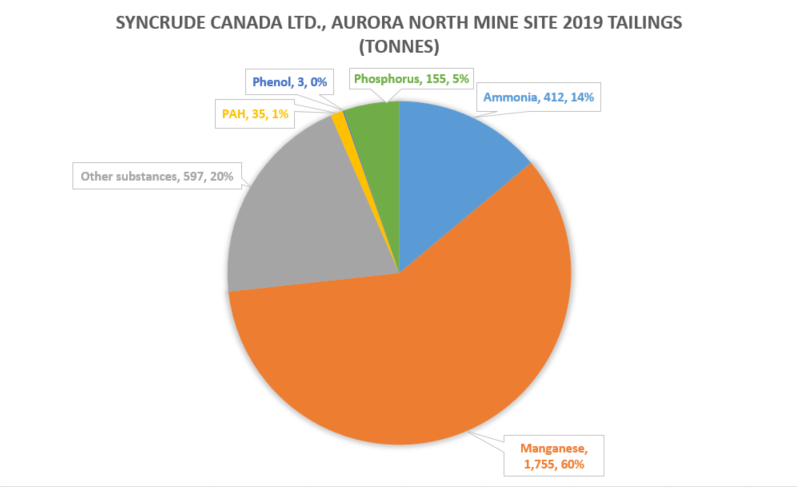 SYNCRUDE CANADA LTD., AURORA NORTH MINE SITE 2019 TAILINGS
(TONNES)
Phenol, 3, 0%
Phosphorus, 155, 5%
Ammonia, 412, 14%
PAH, 35, 1%
Other substances, 597, 20%
Manganese,
1,755, 60%